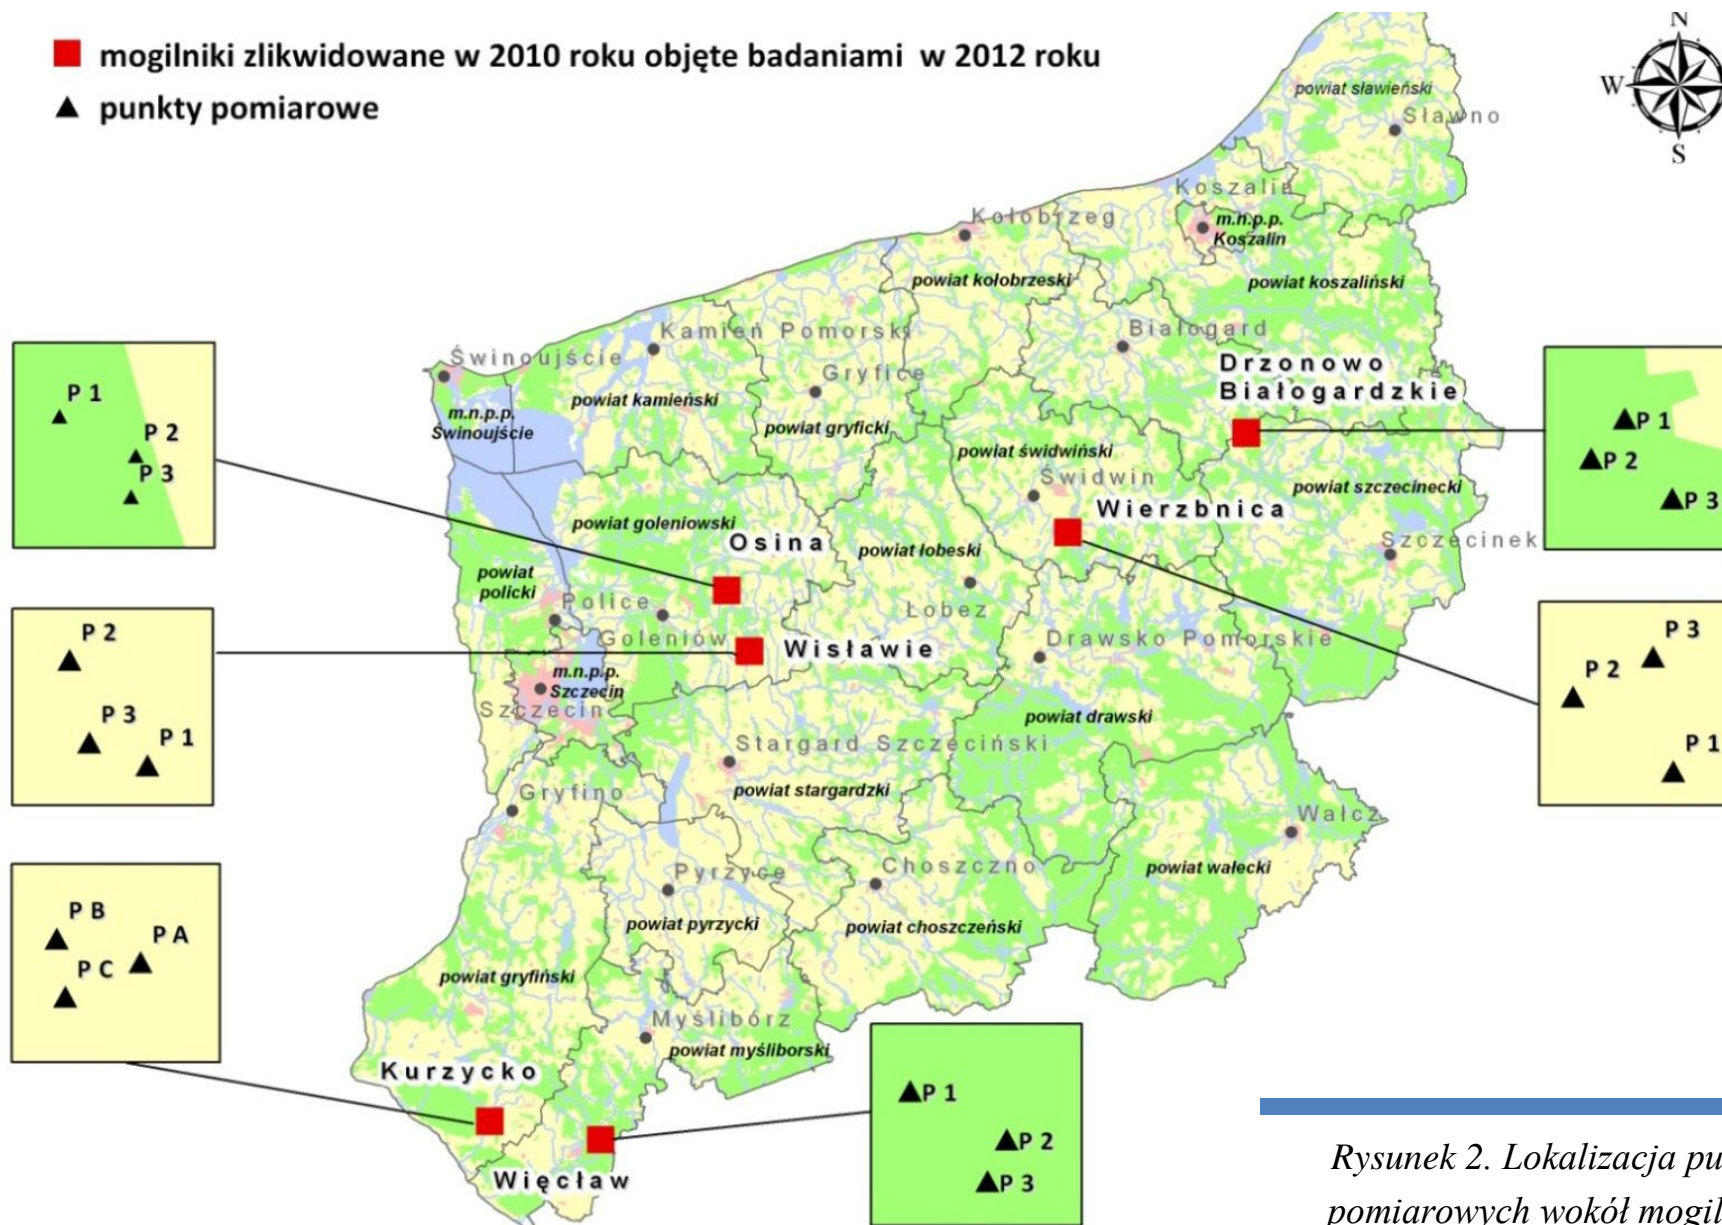 mogilniki zlikwidowane w 2010 roku objęte badaniami w 2012 roku
punkty pomiarowe
N
W
S
powiat sławieński
Sławno
Koszalin
m.n.p.p.
Koszalin
Kołobrzeg
powiat kołobrzeski
powiat koszaliński
Kamień Pomorski
Świnoujście
m.n.p.p.
Świnoujście
powiat kamieński
Gryfice
powiat gryficki
Białogard
Drzonowo
Białogardzkie
powiat świdwiński
Świdwin
Wierzbnica
powiat szczecinecki
Szczecinek
P 1
P 2
P 3
P 1
P 2
P 3
powiat goleniowski
Osina
powiat łobeski
Łobez
powiat
policki
Police
Goleniów
Wisławie
Drawsko Pomorskie
m.n.p.p.
Szczecin
Szczecin
powiat drawski
P 2
P 3
P 1
P 3
P 2
P 1
Stargard Szczeciński
powiat stargardzki
Gryfino
Wałcz
powiat wałecki
Pyrzyce
Choszczno
powiat pyrzycki
powiat choszczeński
P B
P A
P C
powiat gryfiński
Myślibórz
powiat myśliborski
Kurzycko
Więcław
P 1
P 2
P 3
Rysunek 2. Lokalizacja pu
pomiarowych wokół mogil